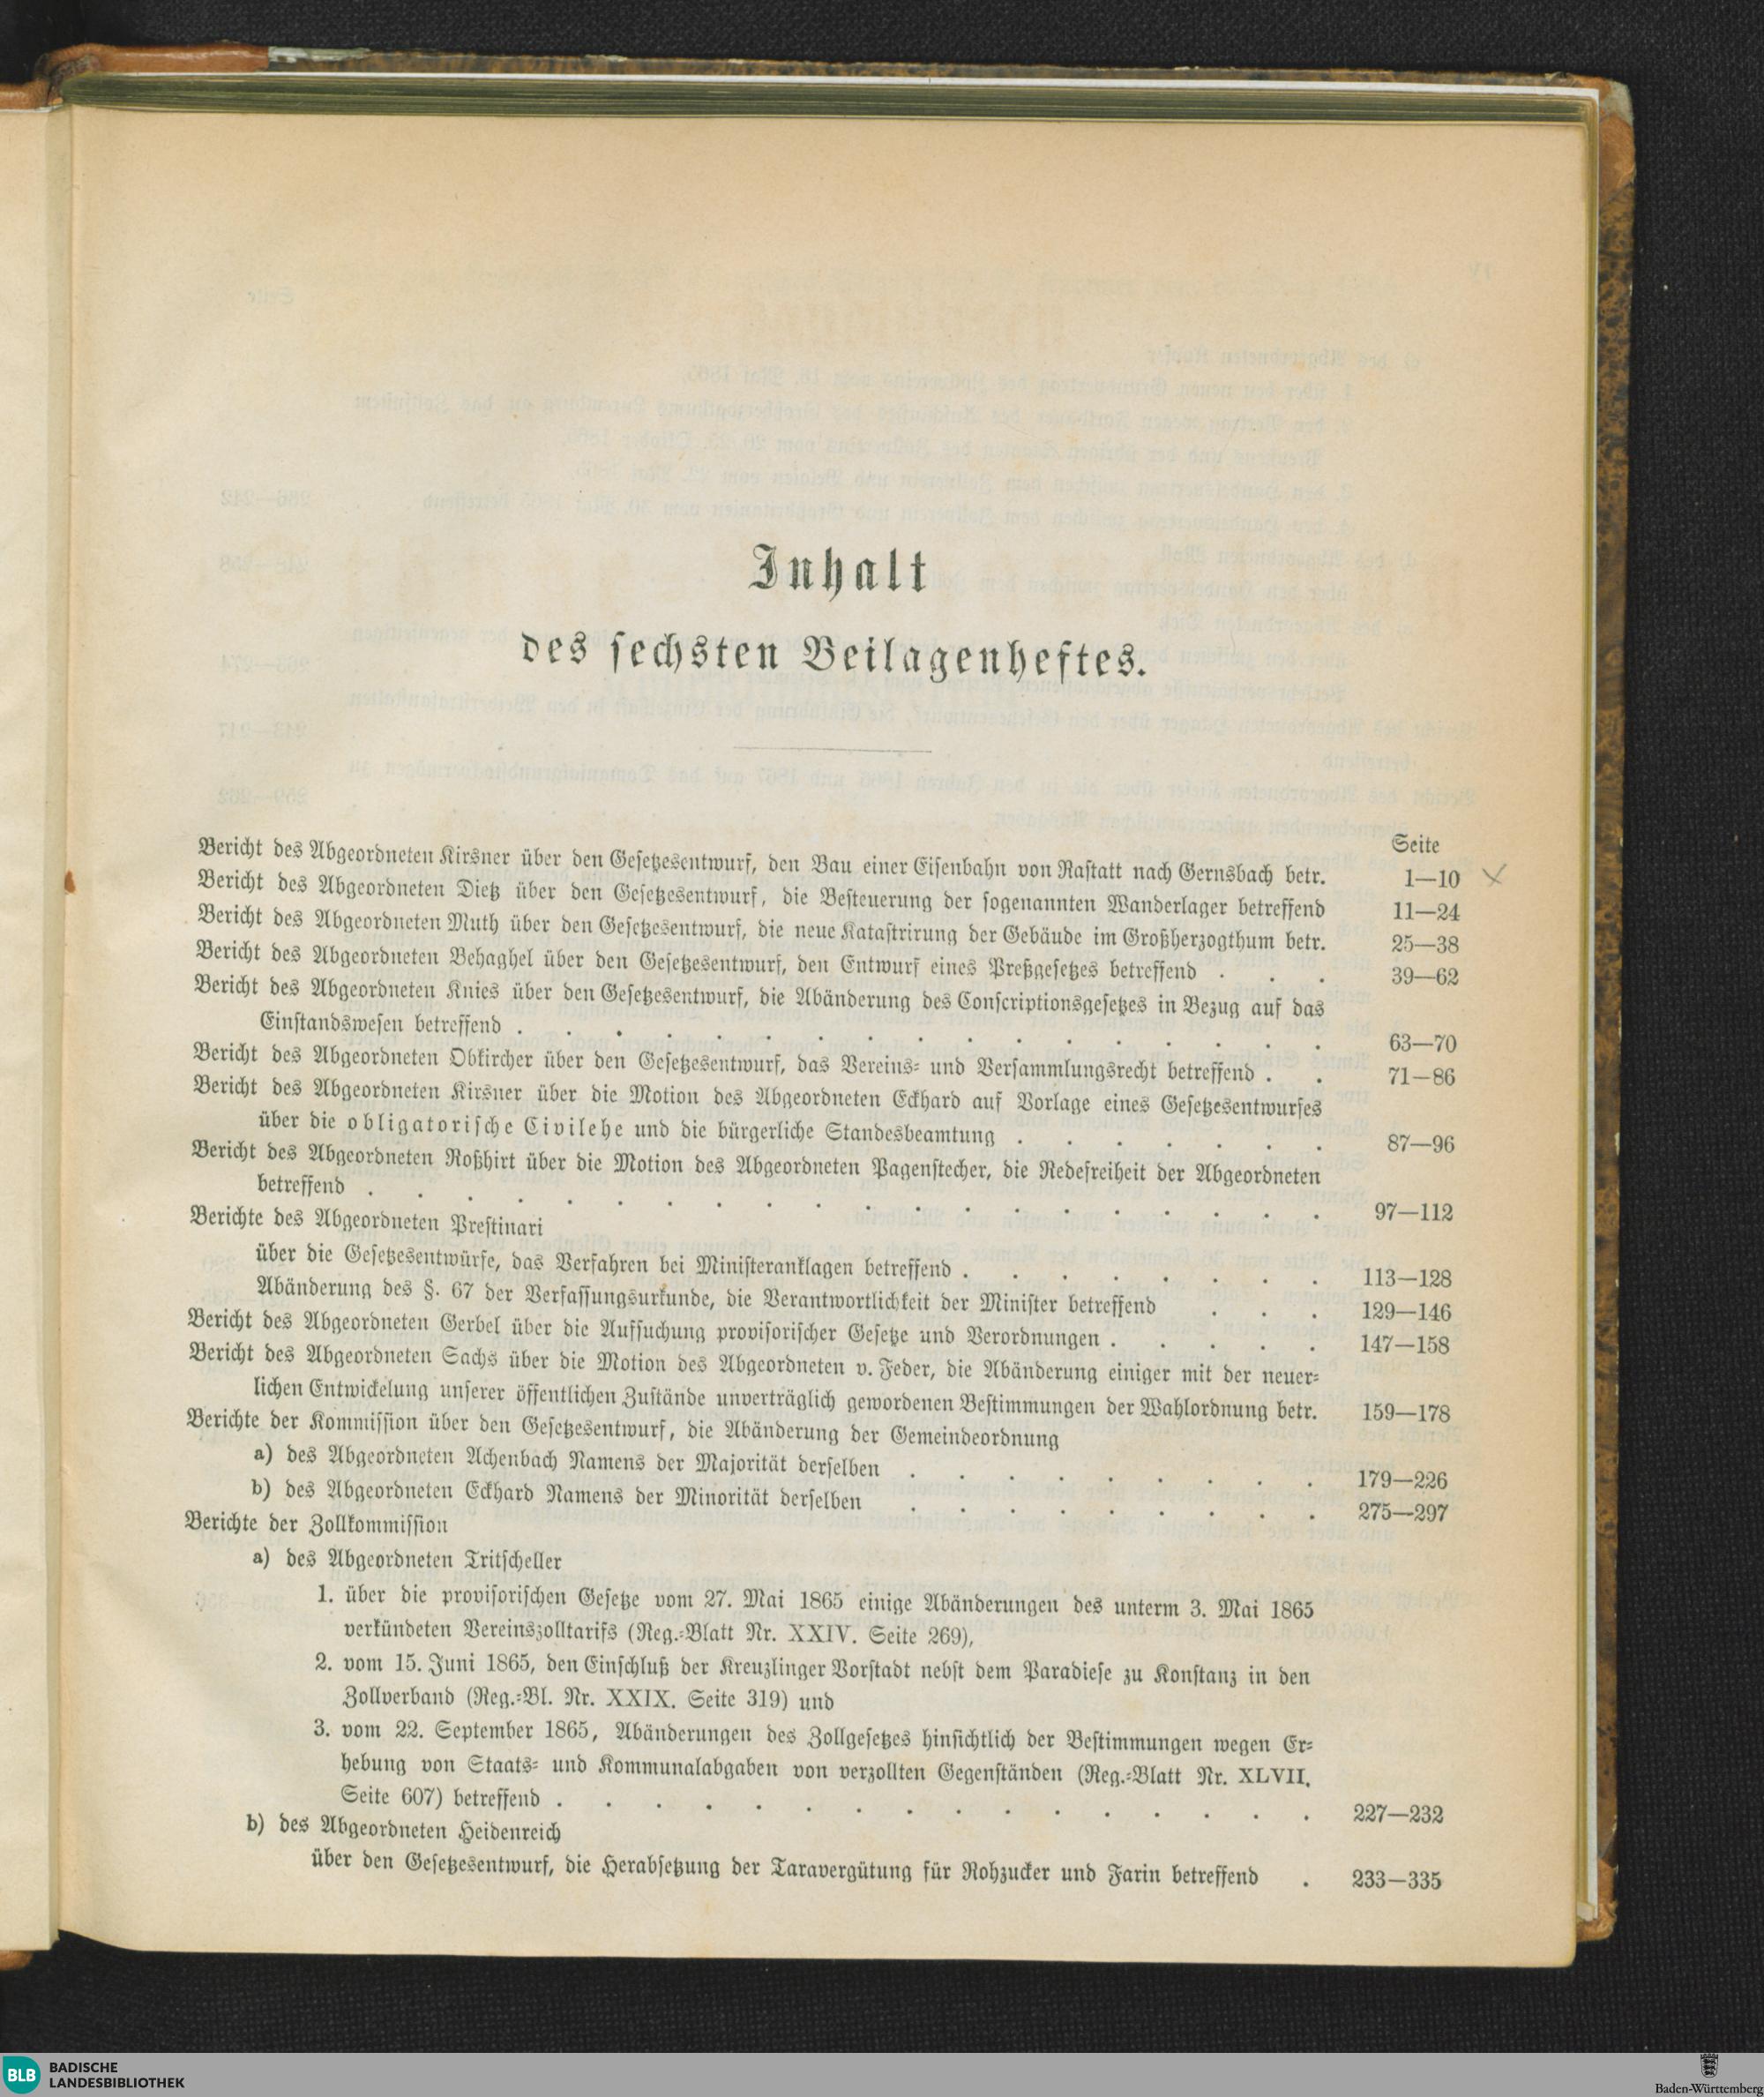 Inhalt
des sechsten Beilagenheftes.
Seite
Bericht des Abgeordneten Kirsner über den Gesetzesentwurf, den Bau einer Eisenbahn von Rastatt nach Gernsbach betr. 1—10
Bericht des Abgeordneten Dietz über den Gesetzesentwurf, die Besteuerung der sogenannten Wanderlager betreffend 11—24
Bericht des Abgeordneten Muth über den Gesetzesentwurf, die neue Katastrirung der Gebäude im Großherzogthum betr. 25—38
Bericht des Abgeordneten Behaghel über den Gesetzesentwurf, den Entwurf eines Preßgesetzes betreffend . . . 39—62
Bericht des Abgeordneten Knies über den Gesetzesentwurf, die Abänderung des Conscriptionsgesetzes in Bezug auf das
Einstandswesen betreffend . . . . . . . . . . . . . . . . . 63—70
Bericht des Abgeordneten Obkircher über den Gesetzesentwurf, das Vereins- und Versammlungsrecht betreffend . . 71—86
Bericht des Abgeordneten Kirsner über die Motion des Abgeordneten Eckhard auf Vorlage eines Gesetzesentwurfes
über die obligatorische Civilehe und die bürgerliche Standesbeamtung . . . . . . . 87—96
Bericht des Abgeordneten Roßhirt über die Motion des Abgeordneten Pagenstecher, die Redefreiheit der Abgeordneten
betreffend . . . . . . . . . . . . . . . . . . . . 97—112
Berichte des Abgeordneten Prestinari
über die Gesetzesentwürfe, das Verfahren bei Ministeranklagen betreffend . . . . . . . . 113—128
Abänderung des §. 67 der Verfassungsurkunde, die Verantwortlichkeit der Minister betreffend . . . 129—146
Bericht des Abgeordneten Gerbel über die Aufsuchung provisorischer Gesetze und Verordnungen . . . . . 147—158
Bericht des Abgeordneten Sachs über die Motion des Abgeordneten v. Feder, die Abänderung einiger mit der neuer-
lichen Entwickelung unserer öffentlichen Zustände unverträglich gewordenen Bestimmungen der Wahlordnung betr. 159—178
Berichte der Kommission über den Gesetzesentwurf, die Abänderung der Gemeindeordnung
a) des Abgeordneten Achenbach Namens der Majorität derselben . . . . . . . . . 179—226
b) des Abgeordneten Eckhard Namens der Minorität derselben . . . . . . . . . 275—297
Berichte der Zollkommission
a) des Abgeordneten Tritscheller
1. über die provisorischen Gesetze vom 27. Mai 1865 einige Abänderungen des unterm 3. Mai 1865
verkündeten Vereinszolltarifs (Reg.-Blatt Nr. XXIV. Seite 269),
2. vom 15. Juni 1865, den Einschluß der Kreuzlinger Vorstadt nebst dem Paradiese zu Konstanz in den
Zollverband (Reg.-Bl. Nr. XXIX. Seite 319) und
3. vom 22. September 1865, Abänderungen des Zollgesetzes hinsichtlich der Bestimmungen wegen Er-
hebung von Staats- und Kommunalabgaben von verzollten Gegenständen (Reg.-Blatt Nr. XLVII.
Seite 607) betreffend . . . . . . . . . . . . . . . . 227—232
b) des Abgeordneten Heidenreich
über den Gesetzesentwurf, die Herabsetzung der Taravergütung für Rohzucker und Farin betreffend . 233—335
BLB BADISCHE
LANDESBIBLIOTHEK
Baden-Württemberg